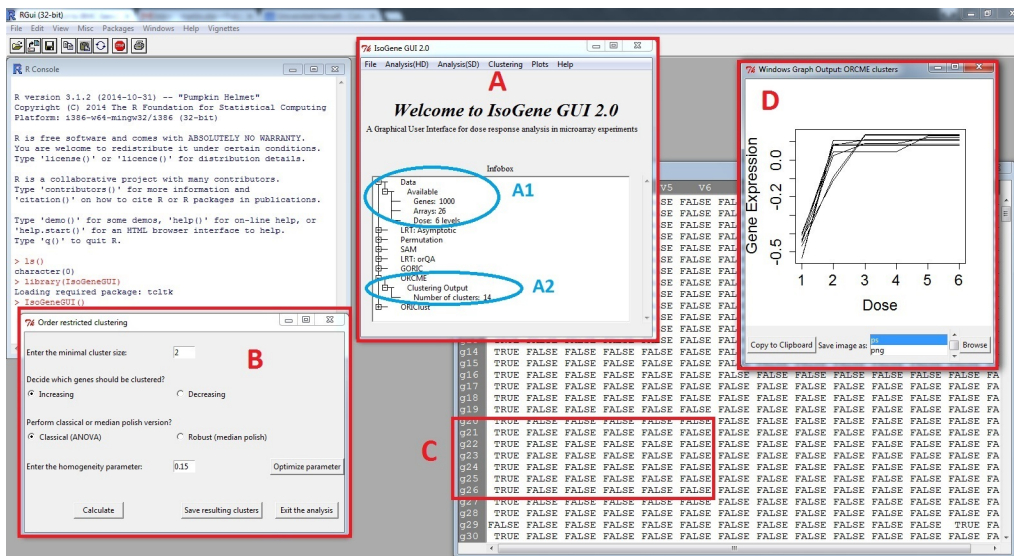 RGui (32-bit)
File Edit View Misc Packages Windows Help Vignettes
R Console
R version 3.1.2 (2014-10-31) -- "Pumpkin Helmet"
Copyright (C) 2014 The R Foundation for Statistical Computing
Platform: i386-w64-mingw32/i386 (32-bit)
R is free software and comes with ABSOLUTELY NO WARRANTY.
You are welcome to redistribute it under certain conditions.
Type 'license()' or 'licence()' for distribution details.
R is a collaborative project with many contributors.
Type 'contributors()' for more information and
'citation()' on how to cite R or R packages in publications.
Type 'demo()' for some demos, 'help()' for on-line help, or
'help.start()' for an HTML browser interface to help.
Type 'q()' to quit R.
> ls()
character(0)
> library(IsoGeneGUI)
Loading required package: tcltk
> IsoGeneGUI()
IsoGene GUI 2.0
File Analysis(HD) Analysis(SD) Clustering Plots Help
A
Welcome to IsoGene GUI 2.0
A Graphical User Interface for dose response analysis in microarray experiments
Infobox
Data
Available
Genes: 1000
Arrays: 26
Dose: 6 levels
A1
LRT: Asymptotic
Permutation
SAM
LRT: orQA
GORIC
ORCME
Clustering Output
Number of clusters: 14
A2
ORIClust
Order restricted clustering
B
Enter the minimal cluster size: 2
Decide which genes should be clustered?
Increasing Decreasing
Perform classical or median polish version?
Classical (ANOVA) Robust (median polish)
Enter the homogeneity parameter: 0.15 Optimize parameter
Calculate Save resulting clusters Exit the analysis
Windows Graph Output: ORCME clusters
D
Gene Expression
0.0
-0.2
-0.5
1 2 3 4 5 6
Dose
Copy to Clipboard Save image as: ps png Browse
V5 V6
C
g14 TRUE FALSE FALSE FALSE FALSE FALSE FALSE FALSE FALSE FALSE FALSE FALSE FALSE FA
g15 TRUE FALSE FALSE FALSE FALSE FALSE FALSE FALSE FALSE FALSE FALSE FALSE FALSE FA
g16 TRUE FALSE FALSE FALSE FALSE FALSE FALSE FALSE FALSE FALSE FALSE FALSE FALSE FA
g17 TRUE FALSE FALSE FALSE FALSE FALSE FALSE FALSE FALSE FALSE FALSE FALSE FALSE FA
g18 TRUE FALSE FALSE FALSE FALSE FALSE FALSE FALSE FALSE FALSE FALSE FALSE FALSE FA
g19 TRUE FALSE FALSE FALSE FALSE FALSE FALSE FALSE FALSE FALSE FALSE FALSE FALSE FA
g20 TRUE FALSE FALSE FALSE FALSE FALSE FALSE FALSE FALSE FALSE FALSE FALSE FALSE FA
g21 TRUE FALSE FALSE FALSE FALSE FALSE FALSE FALSE FALSE FALSE FALSE FALSE FALSE FA
g22 TRUE FALSE FALSE FALSE FALSE FALSE FALSE FALSE FALSE FALSE FALSE FALSE FALSE FA
g23 TRUE FALSE FALSE FALSE FALSE FALSE FALSE FALSE FALSE FALSE FALSE FALSE FALSE FA
g24 TRUE FALSE FALSE FALSE FALSE FALSE FALSE FALSE FALSE FALSE FALSE FALSE FALSE FA
g25 TRUE FALSE FALSE FALSE FALSE FALSE FALSE FALSE FALSE FALSE FALSE FALSE FALSE FA
g26 TRUE FALSE FALSE FALSE FALSE FALSE FALSE FALSE FALSE FALSE FALSE FALSE FALSE FA
g27 TRUE FALSE FALSE FALSE FALSE FALSE FALSE FALSE FALSE FALSE FALSE FALSE FALSE FA
g28 TRUE FALSE FALSE FALSE FALSE FALSE FALSE FALSE FALSE FALSE FALSE FALSE FALSE FA
g29 FALSE FALSE FALSE FALSE FALSE FALSE FALSE FALSE FALSE FALSE FALSE FALSE TRUE FA
g30 TRUE FALSE FALSE FALSE FALSE FALSE FALSE FALSE FALSE FALSE FALSE FALSE FALSE FA